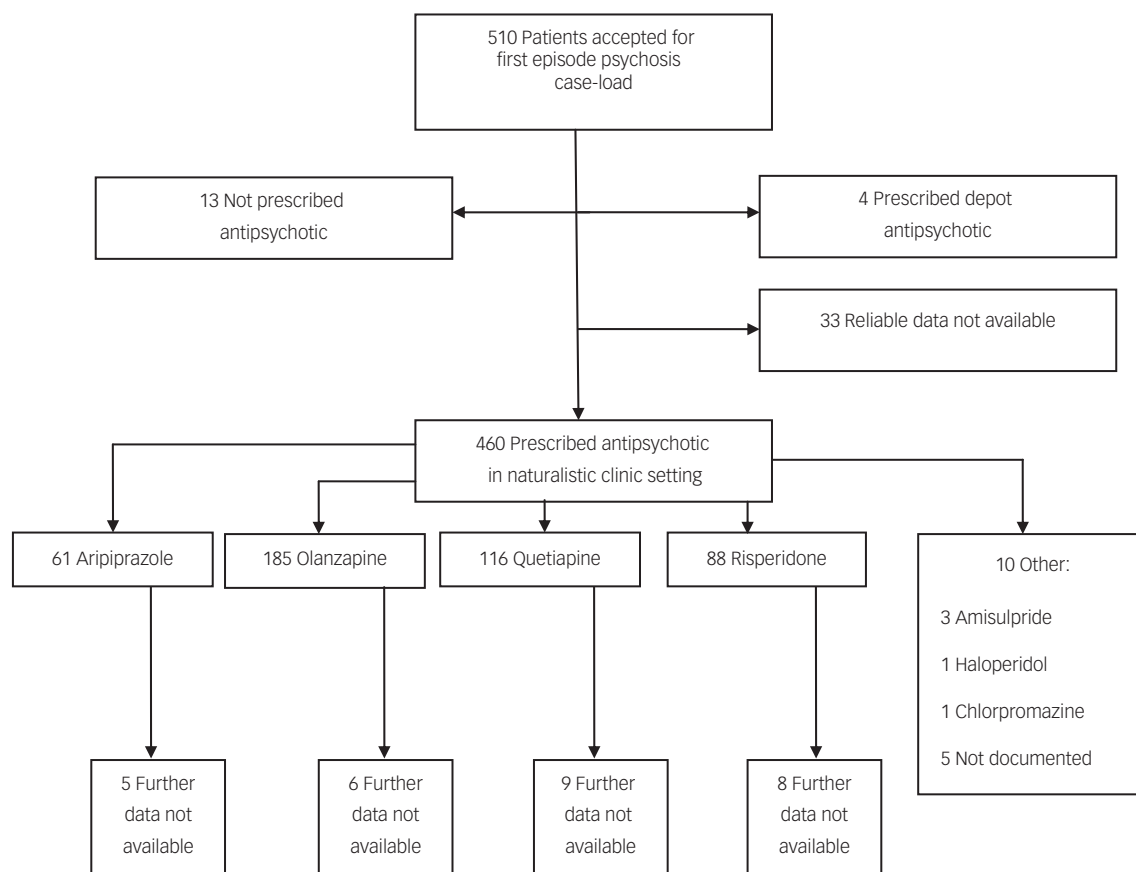 510 Patients accepted for
first episode psychosis
case-load
13 Not prescribed
antipsychotic
4 Prescribed depot
antipsychotic
33 Reliable data not available
460 Prescribed antipsychotic
in naturalistic clinic setting
61 Aripiprazole
185 Olanzapine
116 Quetiapine
88 Risperidone
10 Other:
3 Amisulpride
1 Haloperidol
1 Chlorpromazine
5 Not documented
5 Further
data not
available
6 Further
data not
available
9 Further
data not
available
8 Further
data not
available